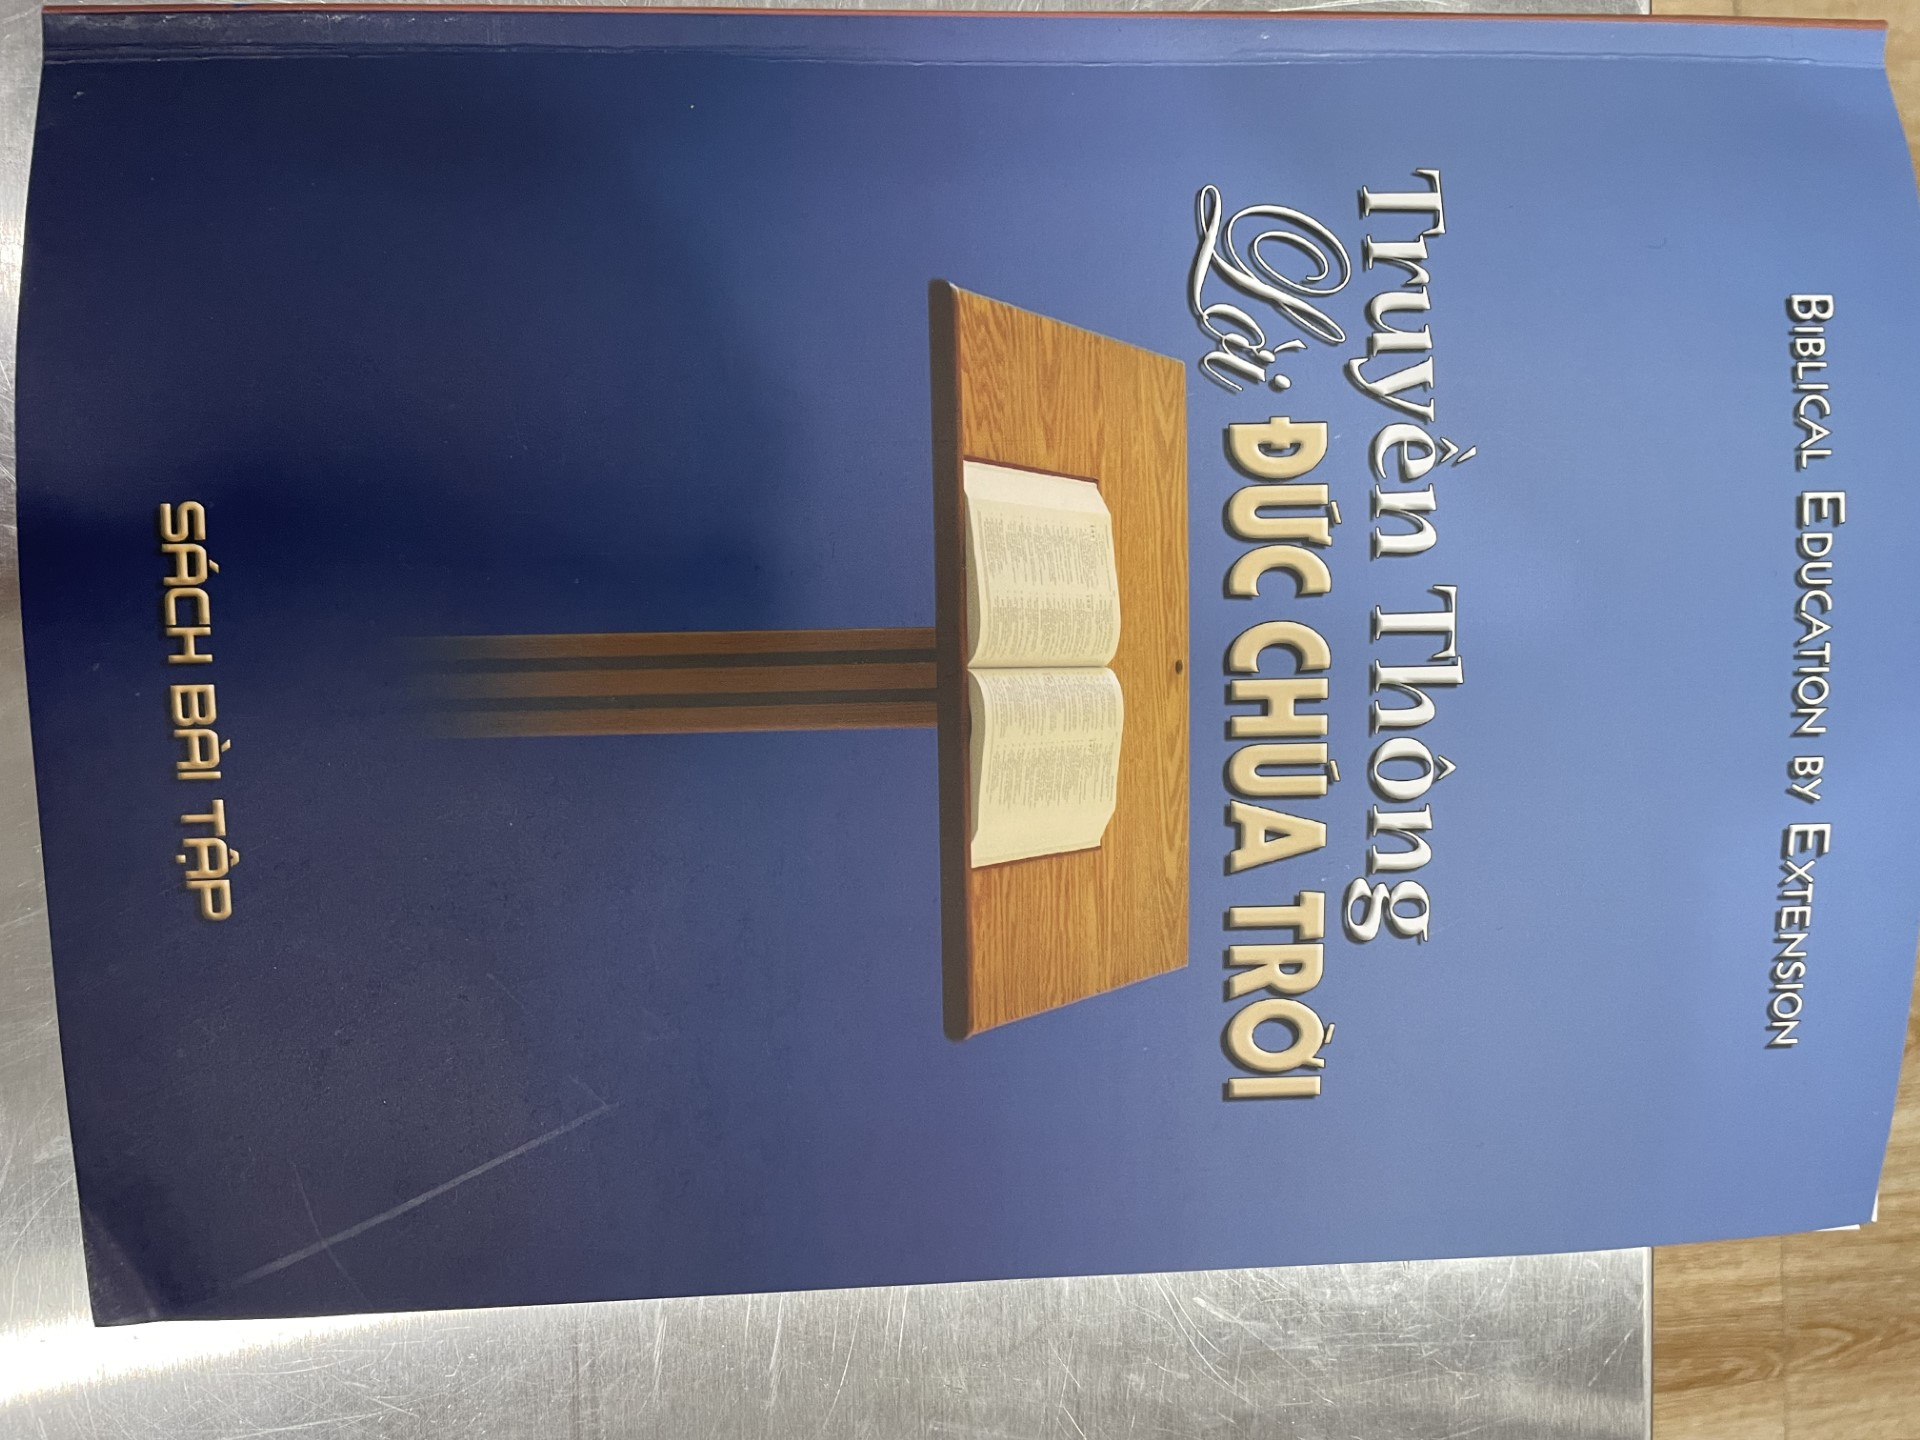 BIBLICAL EDUCATION BY EXTENSION
Truyền Thông
Lời ĐỨC CHÚA TRỜI
SÁCH BÀI TẬP